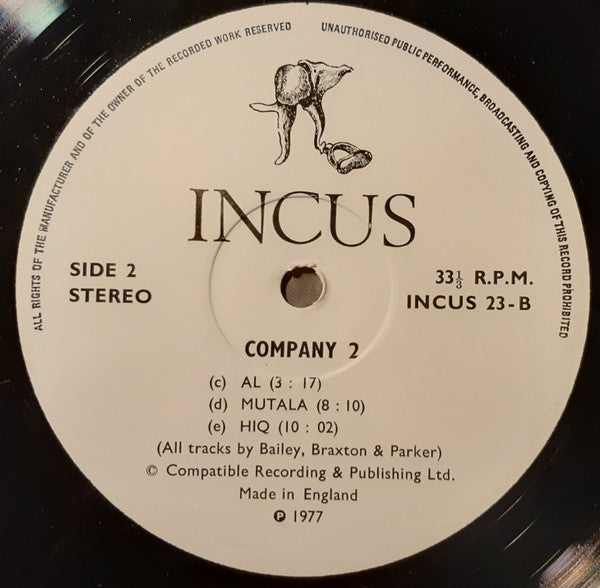 ALL RIGHTS OF THE MANUFACTURER AND OF THE OWNER OF THE RECORDED WORK RESERVED
UNAUTHORISED PUBLIC PERFORMANCE, BROADCASTING AND COPYING OF THIS RECORD PROHIBITED
INCUS
SIDE 2
STEREO
33⅓ R.P.M.
INCUS 23-B
COMPANY 2
(c) AL (3 : 17)
(d) MUTALA (8 : 10)
(e) HIQ (10 : 02)
(All tracks by Bailey, Braxton & Parker)
© Compatible Recording & Publishing Ltd.
Made in England
℗ 1977